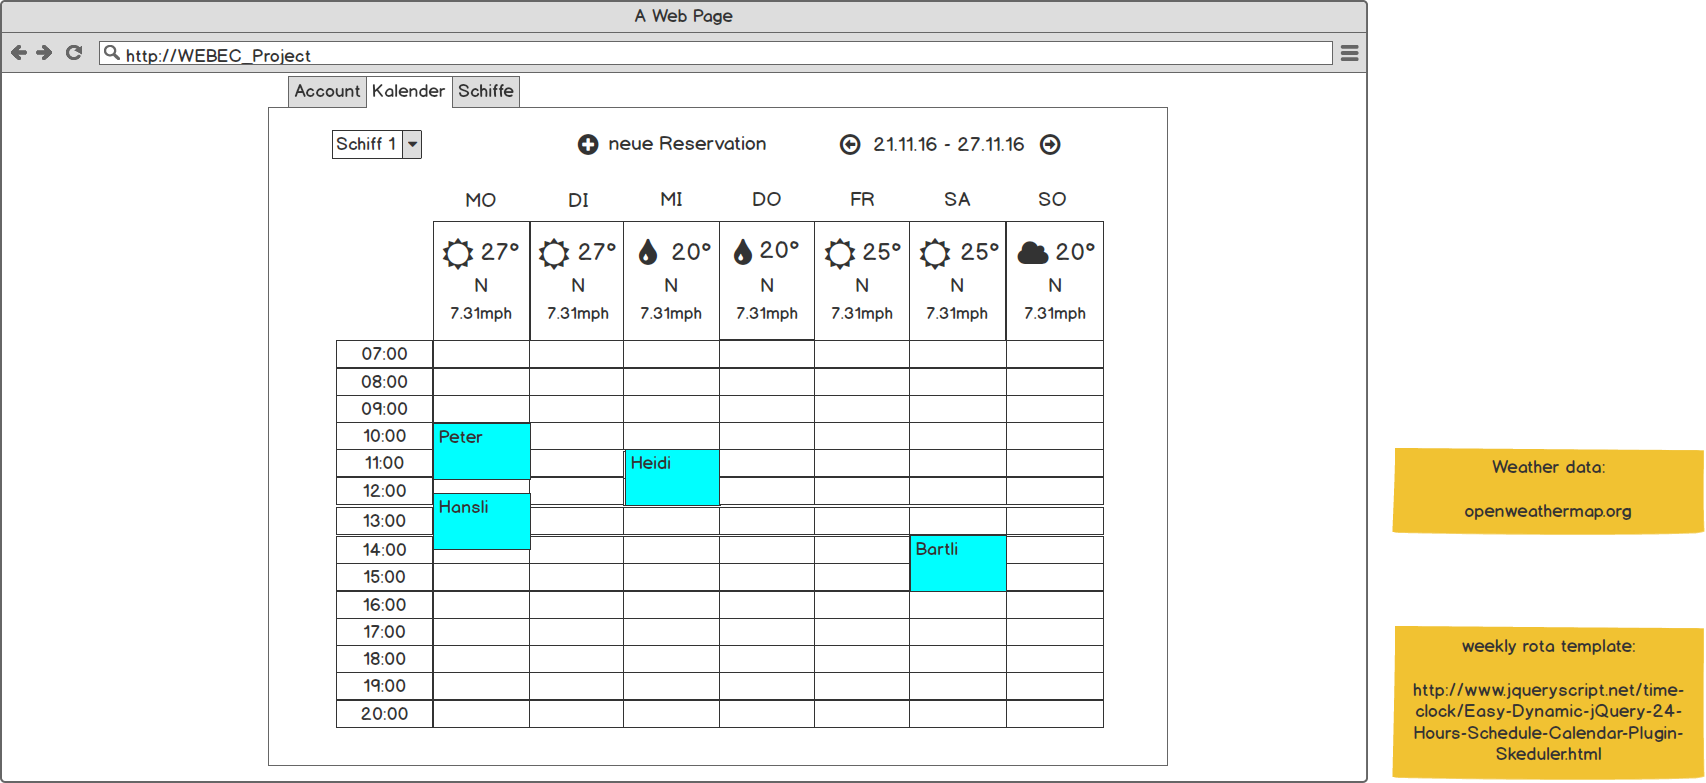 A Web Page
http://WEBEC_Project
Account Kalender Schiffe
Schiff 1 neue Reservation 21.11.16 - 27.11.16
MO DI MI DO FR SA SO
27° 27° 20° 20° 25° 25° 20°
N N N N N N N
7.31mph 7.31mph 7.31mph 7.31mph 7.31mph 7.31mph 7.31mph
07:00
08:00
09:00
10:00 Peter
11:00 Heidi
12:00
Hansli
13:00
14:00 Bartli
15:00
16:00
17:00
18:00
19:00
20:00
Weather data:
openweathermap.org
weekly rota template:
http://www.jqueryscript.net/time-
clock/Easy-Dynamic-jQuery-24-
Hours-Schedule-Calendar-Plugin-
Skeduler.html